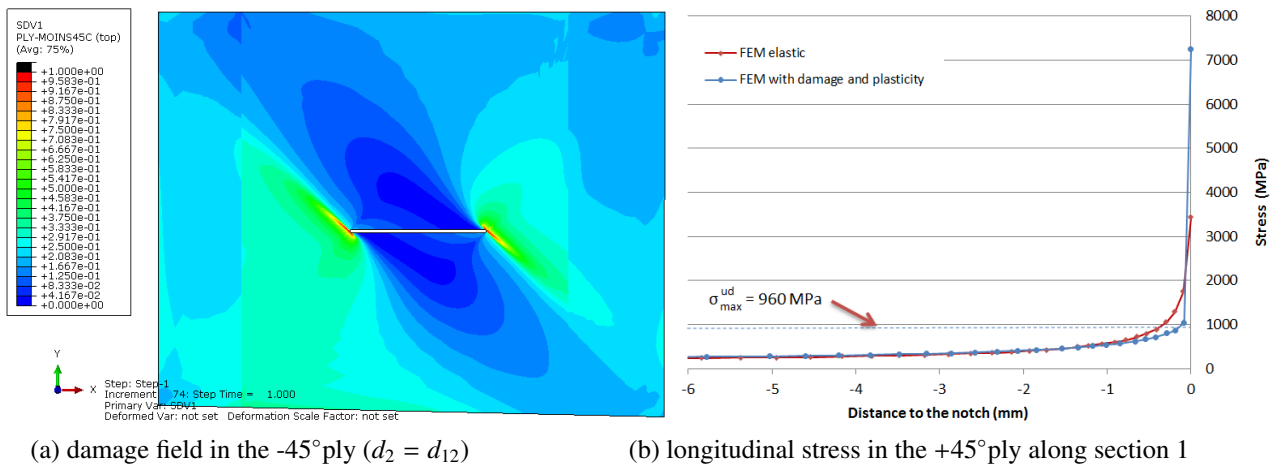 SDV1
PLY-MOINS45C (top)
(Avg: 75%)
+1.000e+00
+9.583e-01
+9.167e-01
+8.750e-01
+8.333e-01
+7.917e-01
+7.500e-01
+7.083e-01
+6.667e-01
+6.250e-01
+5.833e-01
+5.417e-01
+5.000e-01
+4.583e-01
+4.167e-01
+3.750e-01
+3.333e-01
+2.917e-01
+2.500e-01
+2.083e-01
+1.667e-01
+1.250e-01
+8.333e-02
+4.167e-02
+0.000e+00
Y
X
Step: Step-1
Increment 74: Step Time = 1.000
Primary Var: SDV1
Deformed Var: not set Deformation Scale Factor: not set
FEM elastic
FEM with damage and plasticity
σ_max^ud = 960 MPa
8000
7000
6000
5000
4000
3000
2000
1000
0
Stress (MPa)
-6 -5 -4 -3 -2 -1 0
Distance to the notch (mm)
(a) damage field in the -45°ply (d₂ = d₁₂)
(b) longitudinal stress in the +45°ply along section 1